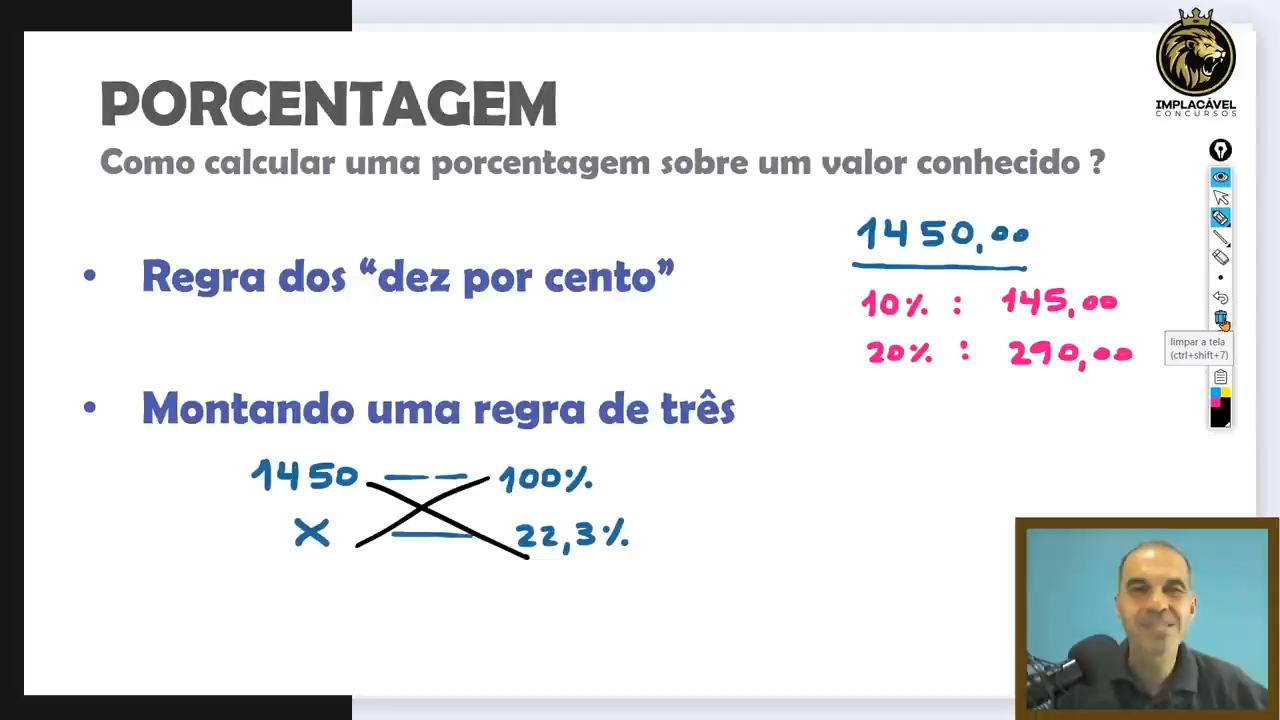 IMPLACÁVEL
CONCURSOS
PORCENTAGEM
Como calcular uma porcentagem sobre um valor conhecido ?
1450,00
• Regra dos “dez por cento”
10% : 145,00
20% : 290,00
limpar a tela
(ctrl+shift+7)
• Montando uma regra de três
1450 —— 100%
X — 22,3%